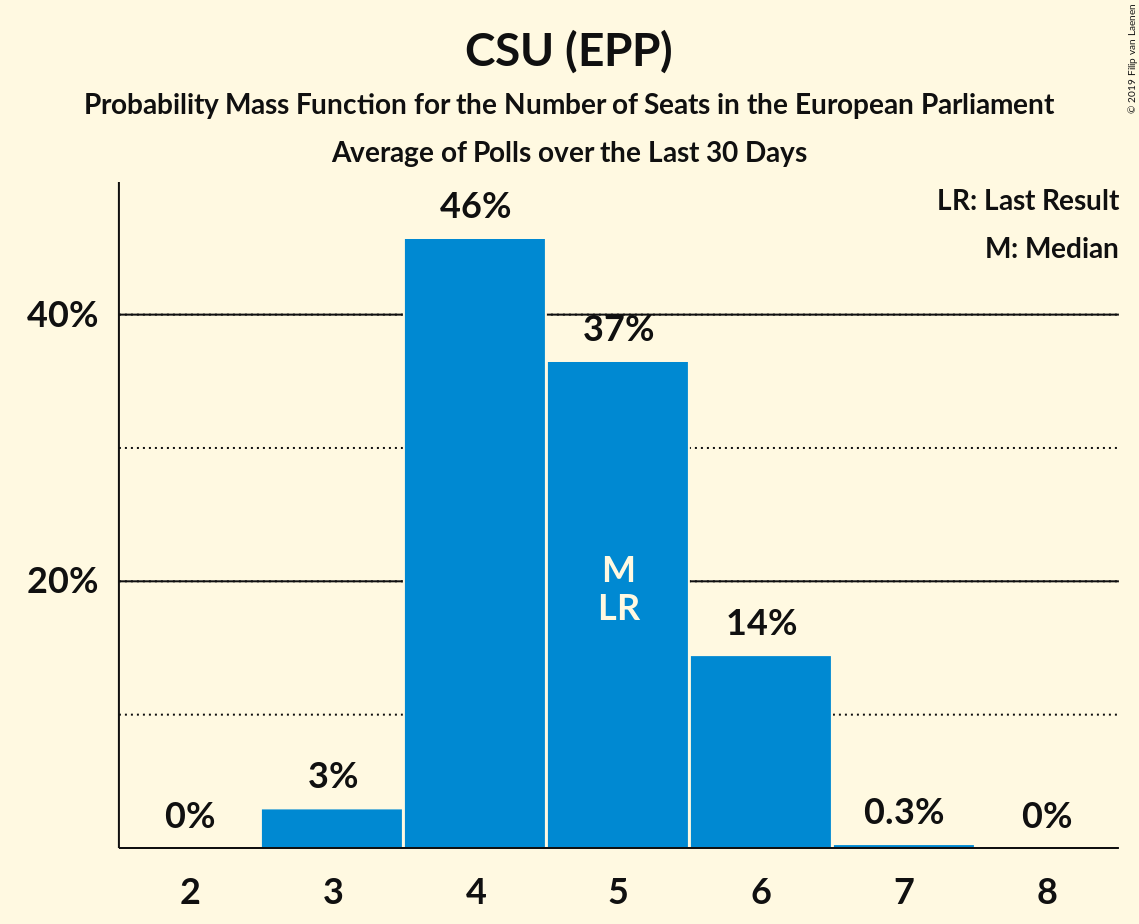 CSU (EPP)
Probability Mass Function for the Number of Seats in the European Parliament
Average of Polls over the Last 30 Days
© 2019 Filip van Laenen
LR: Last Result
M: Median
46%
40%
37%
20%
M
LR
14%
3%
0%
0.3%
0%
2 3 4 5 6 7 8